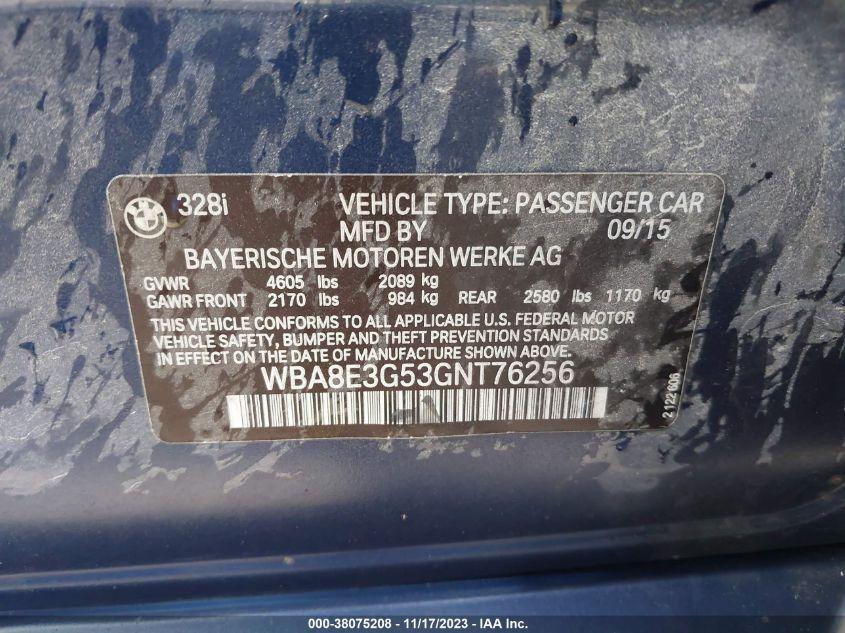 328i VEHICLE TYPE: PASSENGER CAR
MFD BY 09/15
BAYERISCHE MOTOREN WERKE AG
GVWR 4605 lbs 2089 kg
GAWR FRONT 2170 lbs 984 kg REAR 2580 lbs 1170 kg
THIS VEHICLE CONFORMS TO ALL APPLICABLE U.S. FEDERAL MOTOR
VEHICLE SAFETY, BUMPER AND THEFT PREVENTION STANDARDS
IN EFFECT ON THE DATE OF MANUFACTURE SHOWN ABOVE.
WBA8E3G53GNT76256
2 122 606
000-38075208 - 11/17/2023 - IAA Inc.